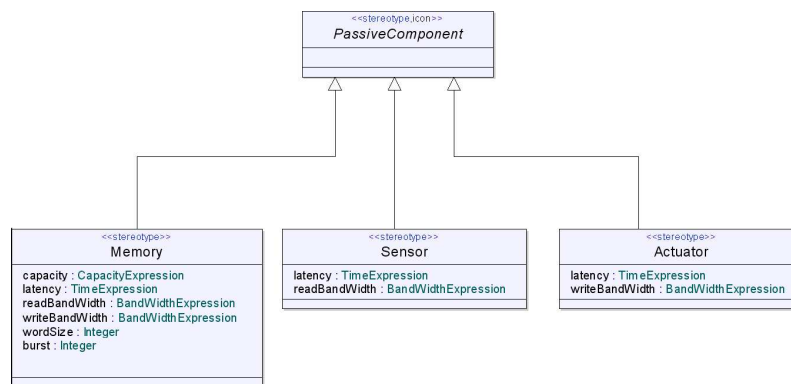 <<stereotype,icon>>
PassiveComponent
<<stereotype>>
Memory
capacity : CapacityExpression
latency : TimeExpression
readBandWidth : BandWidthExpression
writeBandWidth : BandWidthExpression
wordSize : Integer
burst : Integer
<<stereotype>>
Sensor
latency : TimeExpression
readBandWidth : BandWidthExpression
<<stereotype>>
Actuator
latency : TimeExpression
writeBandWidth : BandWidthExpression